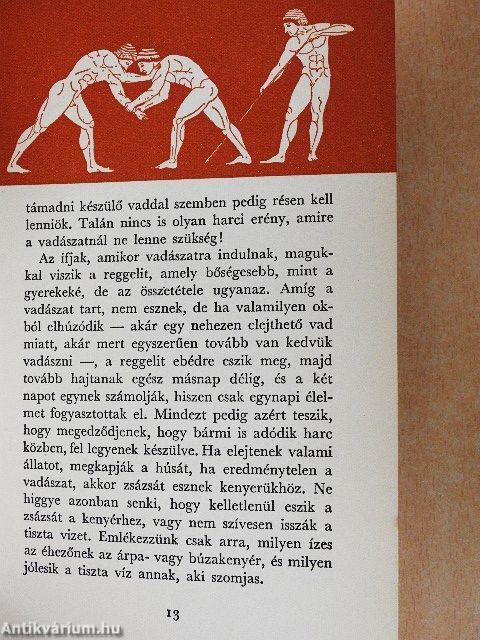 támadni készülő vaddal szemben pedig résen kell
lenniök. Talán nincs is olyan harci erény, amire
a vadászatnál ne lenne szükség!
Az ifjak, amikor vadászatra indulnak, maguk-
kal viszik a reggelit, amely bőségesebb, mint a
gyerekeké, de az összetétele ugyanaz. Amíg a
vadászat tart, nem esznek, de ha valamilyen ok-
ból elhúzódik — akár egy nehezen elejthető vad
miatt, akár mert egyszerűen tovább van kedvük
vadászni —, a reggelit ebédre eszik meg, majd
tovább hajtanak egész másnap délig, és a két
napot egynek számolják, hiszen csak egynapi élel-
met fogyasztottak el. Mindezt pedig azért teszik,
hogy megedződjenek, hogy bármi is adódik harc
közben, fel legyenek készülve. Ha elejtenek valami
állatot, megkapják a húsát, ha eredménytelen a
vadászat, akkor zsázsát esznek kenyerükhöz. Ne
higgye azonban senki, hogy kelletlenül eszik a
zsázsát a kenyérhez, vagy nem szívesen isszák a
tiszta vizet. Emlékezzünk csak arra, milyen ízes
az éhezőnek az árpa- vagy búzakenyér, és milyen
jólesik a tiszta víz annak, aki szomjas.
13
Antikvárium.hu